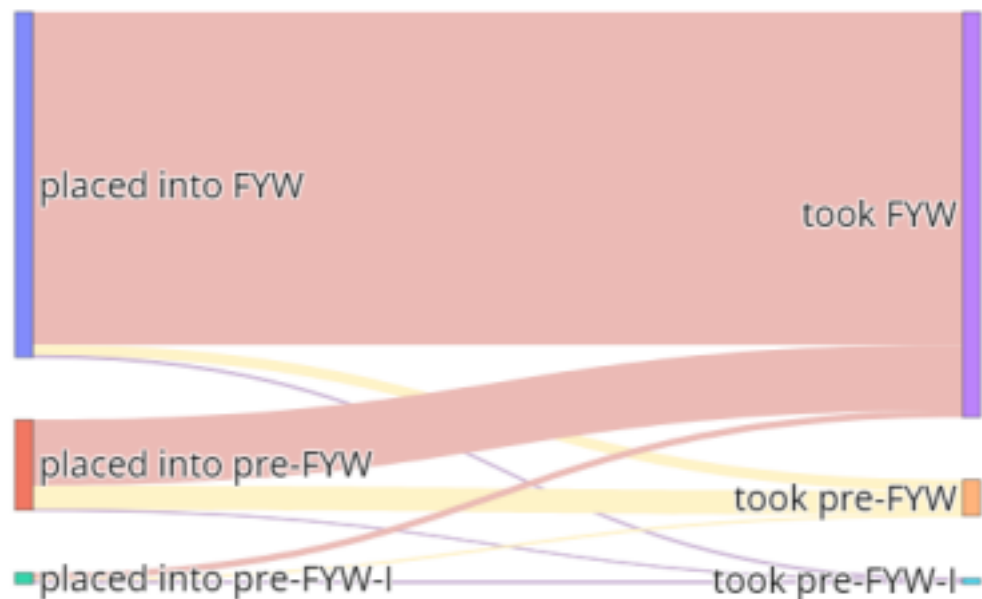 placed into FYW
took FYW
placed into pre-FYW
took pre-FYW
placed into pre-FYW-I
took pre-FYW-I